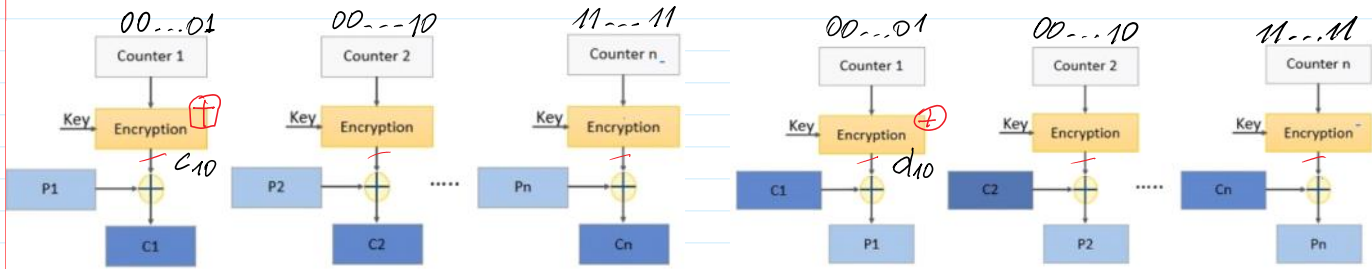 00...01 00...10 11...11 00...01 00...10 11...11
Counter 1 Counter 2 Counter n Counter 1 Counter 2 Counter n
Key Encryption + Key Encryption Key Encryption Key Encryption + Key Encryption Key Encryption
C10 d10
P1 P2 ..... Pn C1 C2 ..... Cn
C1 C2 Cn P1 P2 Pn